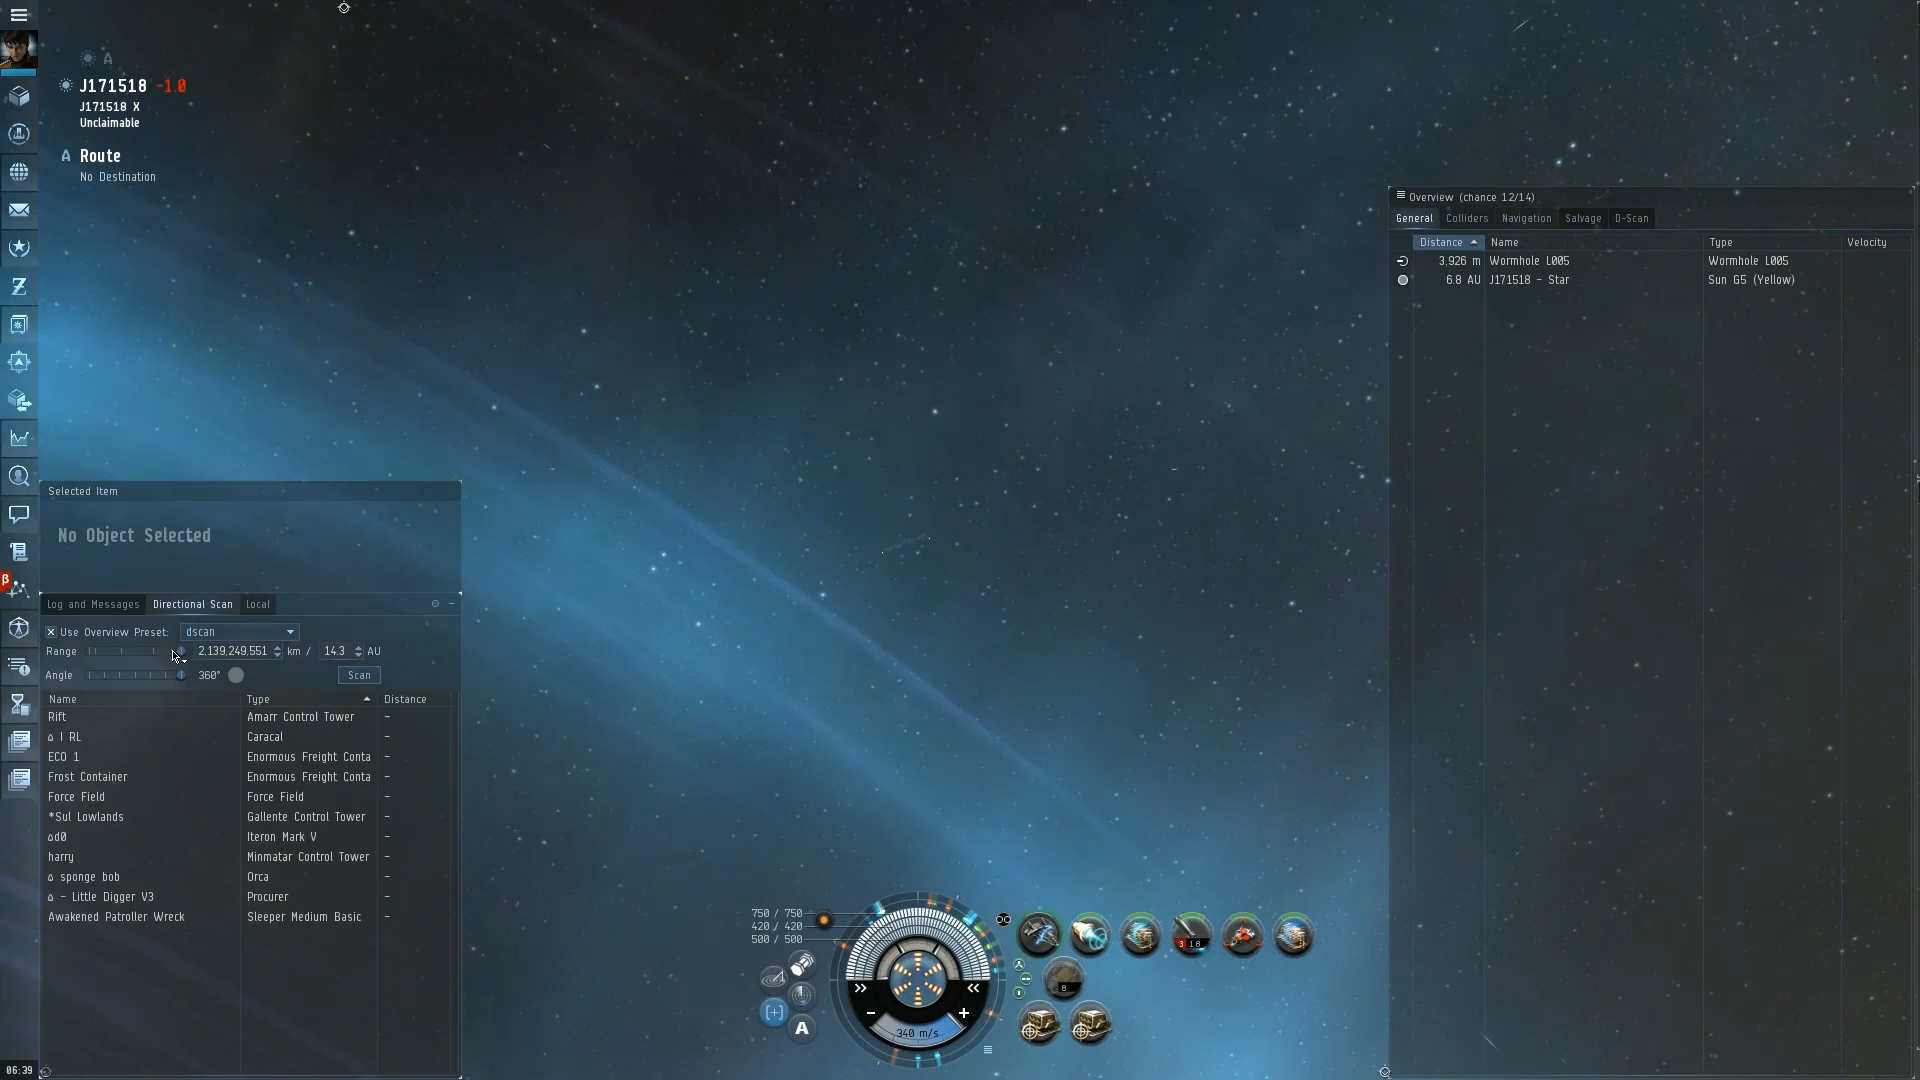 A
J171518 -1.0
J171518 X
Unclaimable
A Route
No Destination
Overview (chance 12/14)
General Colliders Navigation Salvage D-Scan
Distance Name Type Velocity
3,926 m Wormhole L005 Wormhole L005
6.8 AU J171518 - Star Sun G5 (Yellow)
Selected Item
No Object Selected
β
Log and Messages Directional Scan Local
Use Overview Preset: dscan
Range 2,139,249,551 km / 14.3 AU
Angle 360° Scan
Name Type Distance
Rift Amarr Control Tower -
⌂ | RL Caracal -
ECO 1 Enormous Freight Conta -
Frost Container Enormous Freight Conta -
Force Field Force Field -
*Sul Lowlands Gallente Control Tower -
⌂d0 Iteron Mark V -
harry Minmatar Control Tower -
⌂ sponge bob Orca -
⌂ - Little Digger V3 Procurer -
Awakened Patroller Wreck Sleeper Medium Basic -
750 / 750
420 / 420
500 / 500
3 18
8
340 m/s
A
06:39